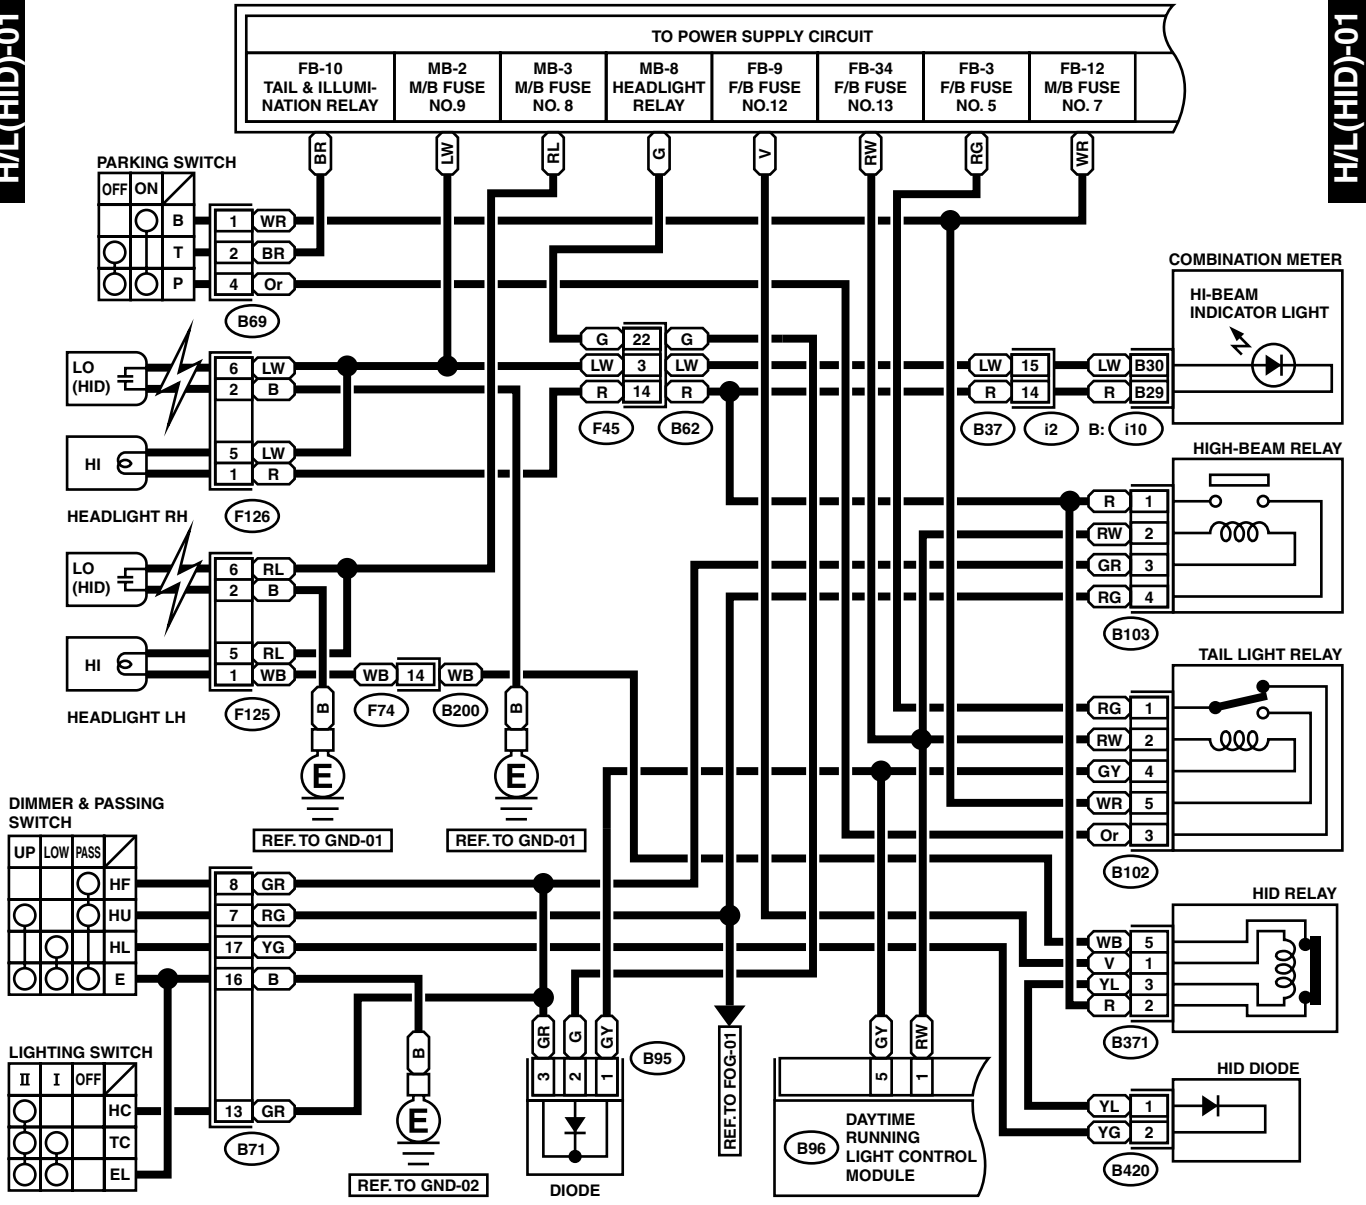 H/L(HID)-01
H/L(HID)-01
TO POWER SUPPLY CIRCUIT
FB-10
TAIL & ILLUMI-
NATION RELAY
MB-2
M/B FUSE
NO.9
MB-3
M/B FUSE
NO. 8
MB-8
HEADLIGHT
RELAY
FB-9
F/B FUSE
NO.12
FB-34
F/B FUSE
NO.13
FB-3
F/B FUSE
NO. 5
FB-12
M/B FUSE
NO. 7
BR
LW
RL
G
V
RW
RG
WR
PARKING SWITCH
OFF ON
B 1 WR
T 2 BR
P 4 Or
B69
LO
(HID)
6 LW
2 B
HI
5 LW
1 R
HEADLIGHT RH
F126
LO
(HID)
6 RL
2 B
HI
5 RL
1 WB
HEADLIGHT LH
F125
WB 14 WB
F74
B200
B
B
E
E
REF. TO GND-01
REF. TO GND-01
G 22 G
LW 3 LW
R 14 R
F45
B62
LW 15 LW B30
R 14 R B29
B37
i2
B: i10
COMBINATION METER
HI-BEAM
INDICATOR LIGHT
HIGH-BEAM RELAY
R 1
RW 2
GR 3
RG 4
B103
TAIL LIGHT RELAY
RG 1
RW 2
GY 4
WR 5
Or 3
B102
HID RELAY
WB 5
V 1
YL 3
R 2
B371
HID DIODE
YL 1
YG 2
B420
DIMMER & PASSING
SWITCH
UP LOW PASS
HF 8 GR
HU 7 RG
HL 17 YG
E 16 B
LIGHTING SWITCH
II I OFF
HC 13 GR
TC
EL
B71
B
E
REF. TO GND-02
GR
G
GY
3
2
1
B95
DIODE
REF. TO FOG-01
GY
RW
5
1
B96
DAYTIME
RUNNING
LIGHT CONTROL
MODULE